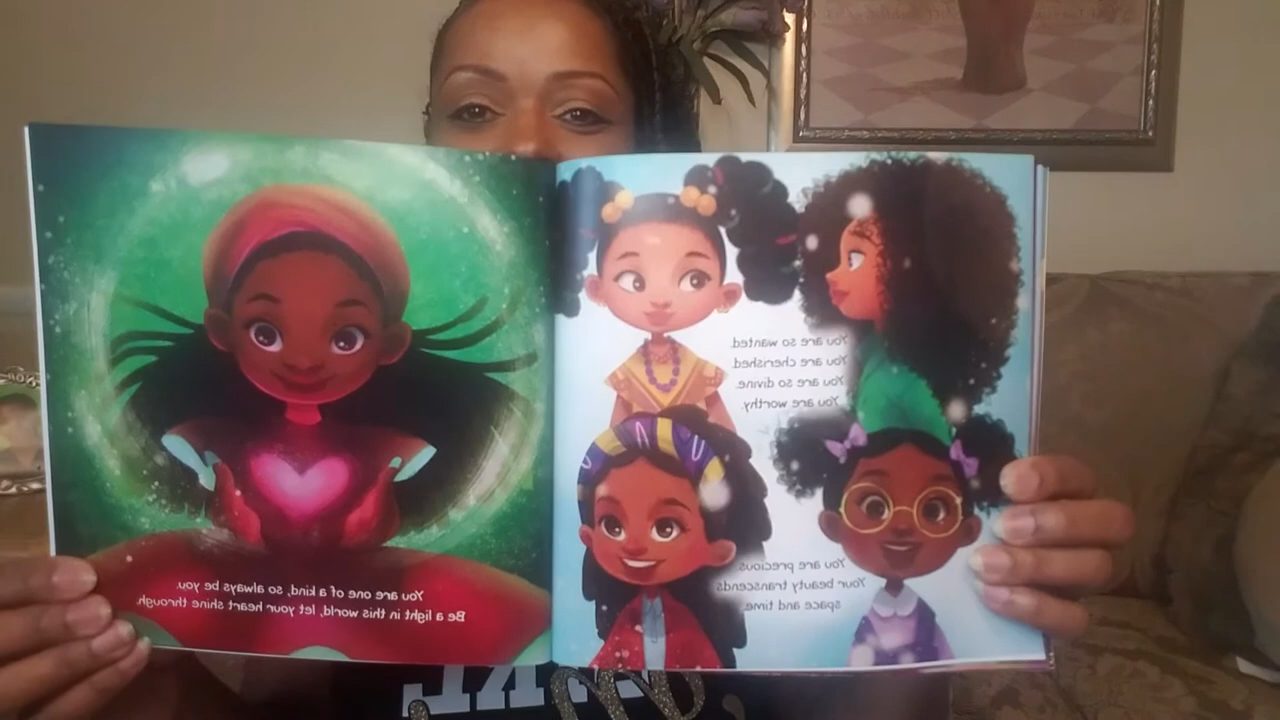 You are one of a kind, so always be you.
Be a light in this world, let your heart shine through.
You are so wanted.
You are cherished.
You are so divine.
You are worthy.
You are precious
Your beauty transcends
space and time.